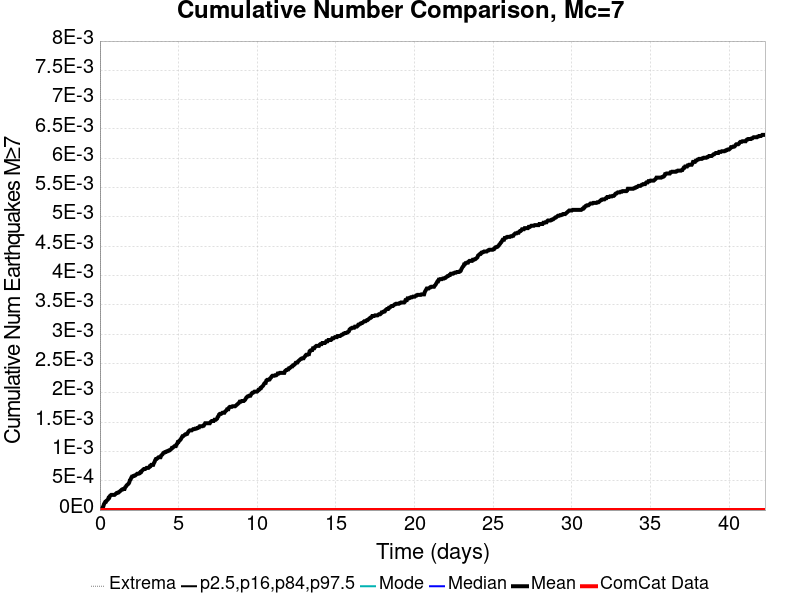 Cumulative Number Comparison, Mc=7
Cumulative Num Earthquakes M≥7
8E-3
7.5E-3
7E-3
6.5E-3
6E-3
5.5E-3
5E-3
4.5E-3
4E-3
3.5E-3
3E-3
2.5E-3
2E-3
1.5E-3
1E-3
5E-4
0E0
0 5 10 15 20 25 30 35 40
Time (days)
Extrema p2.5,p16,p84,p97.5 Mode Median Mean ComCat Data